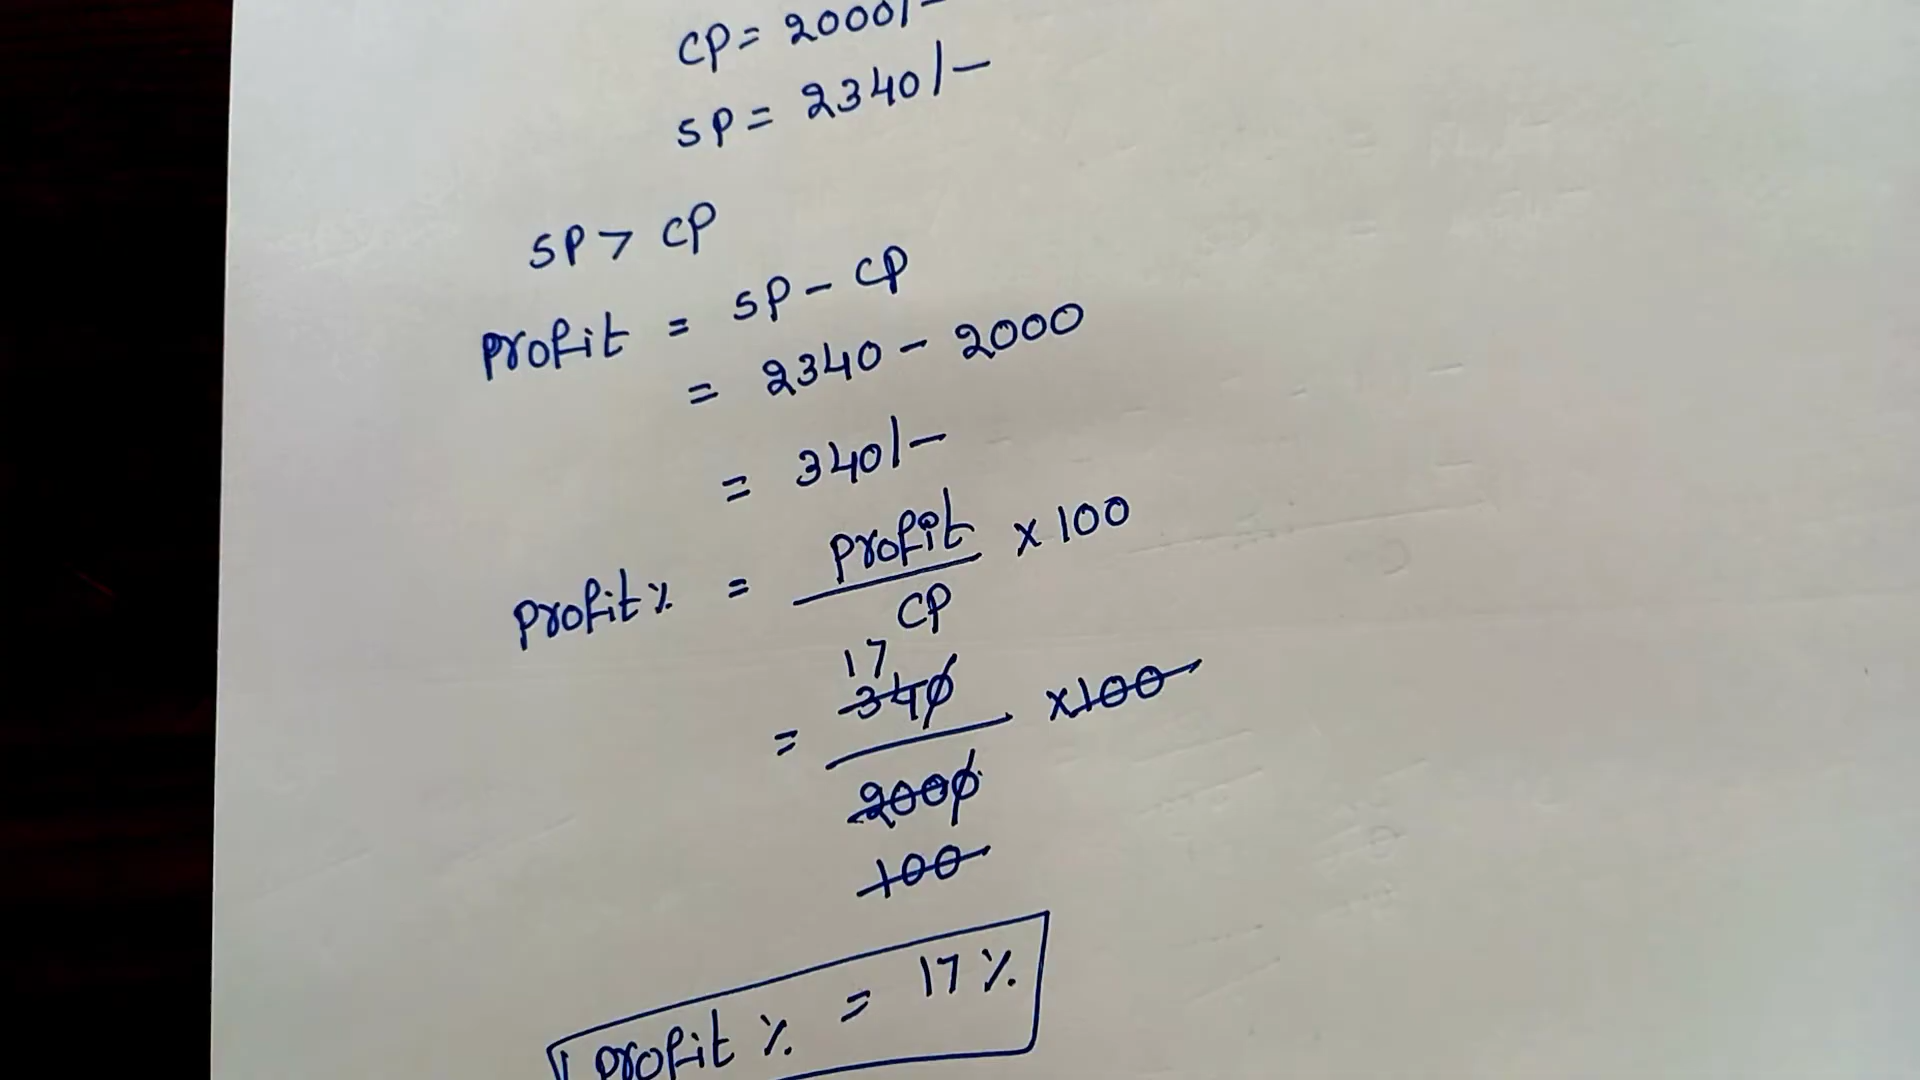 CP = 2000/-
SP = 2340/-
SP > CP
Profit = SP - CP
= 2340 - 2000
= 340/-
Profit% = Profit/CP × 100
17
= 340/2000 × 100
100
Profit % = 17%